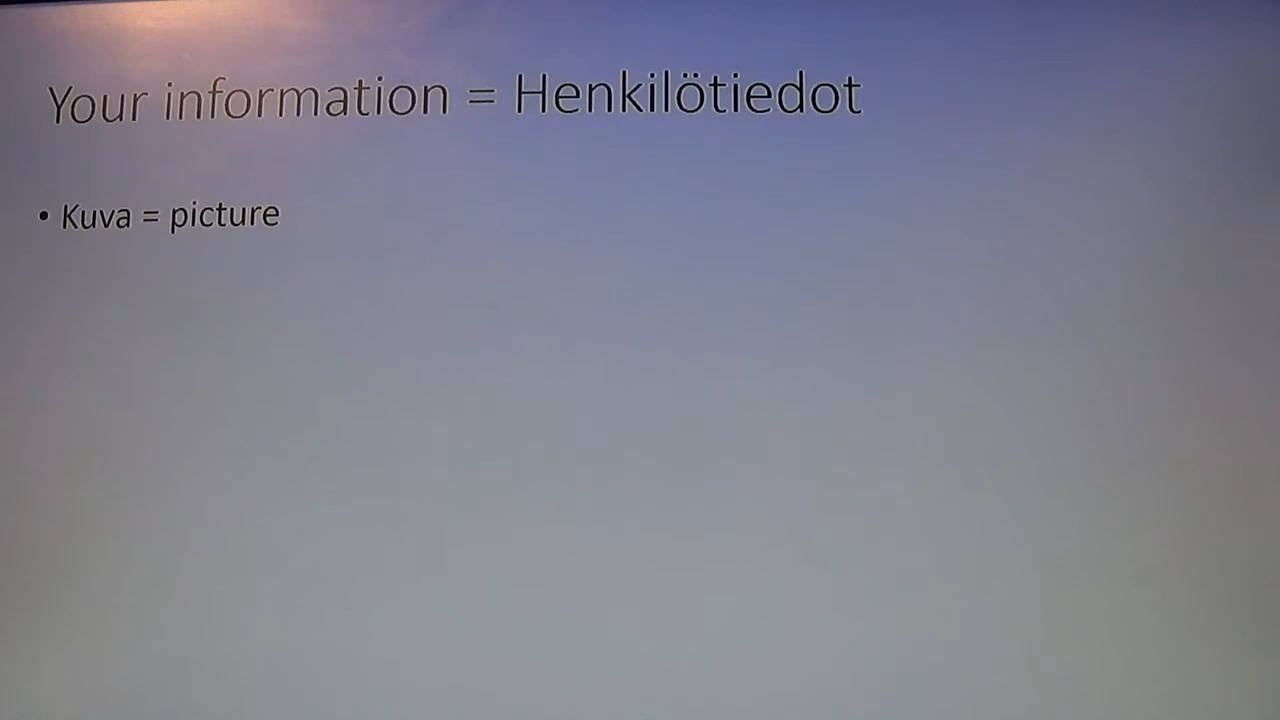 Your information = Henkilötiedot
• Kuva = picture